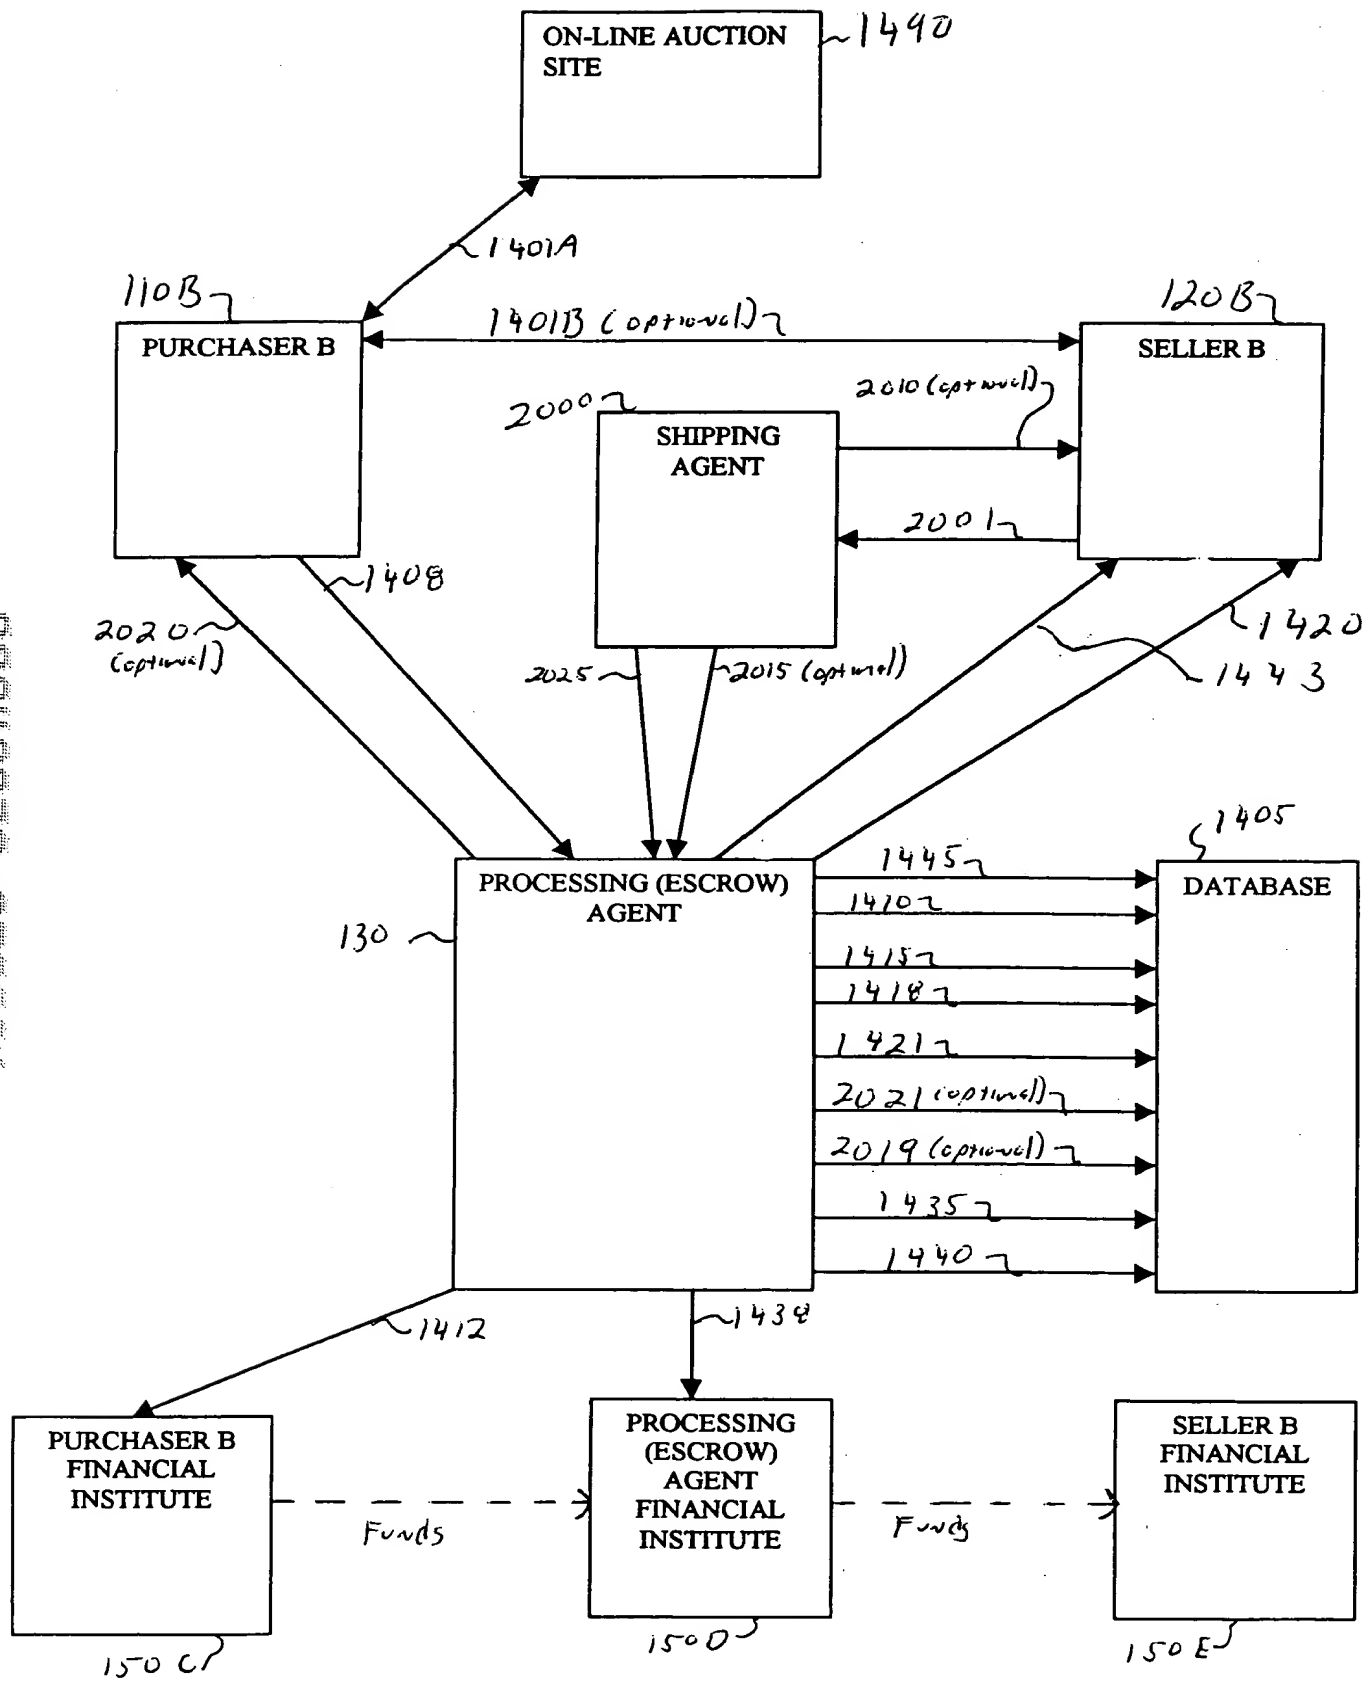 ON-LINE AUCTION
SITE
1490
1401A
110B
PURCHASER B
1401B (optional)
120B
SELLER B
2010 (optional)
2000
SHIPPING
AGENT
2001
1408
2020
(optional)
2025
2015 (optional)
1420
1443
1405
DATABASE
PROCESSING (ESCROW)
AGENT
130
1445
1410
1415
1418
1421
2021 (optional)
2019 (optional)
1435
1440
1412
1438
PURCHASER B
FINANCIAL
INSTITUTE
Funds
PROCESSING
(ESCROW)
AGENT
FINANCIAL
INSTITUTE
Funds
SELLER B
FINANCIAL
INSTITUTE
150C
150D
150E